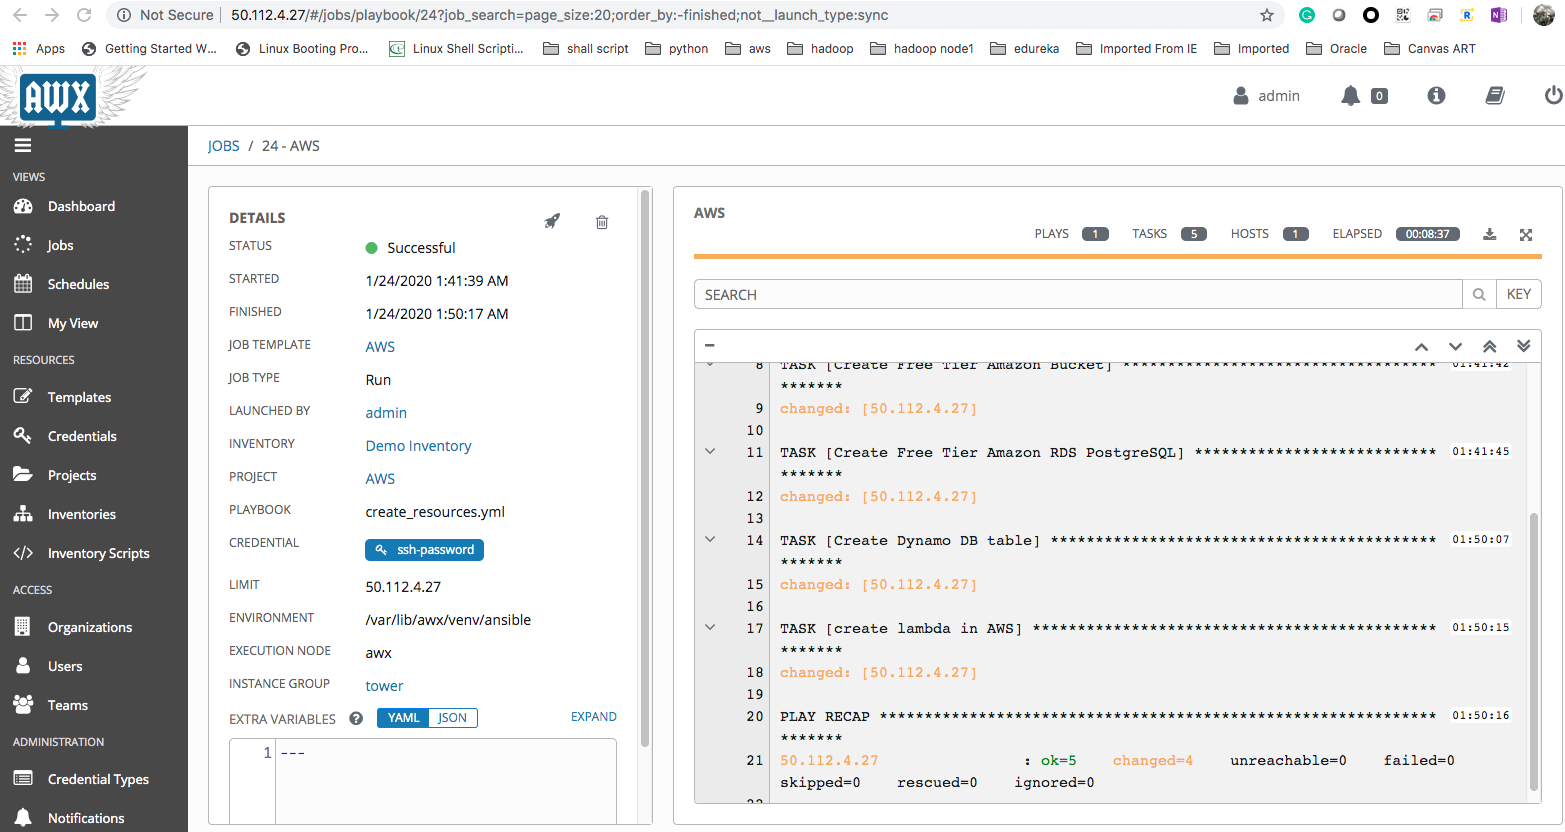 Not Secure | 50.112.4.27/#/jobs/playbook/24?job_search=page_size:20;order_by:-finished;not__launch_type:sync
Apps Getting Started W... Linux Booting Pro... Linux Shell Scripti... shall script python aws hadoop hadoop node1 edureka Imported From IE Imported Oracle Canvas ART
AWX
admin 0
JOBS / 24 - AWS
VIEWS
Dashboard
Jobs
Schedules
My View
RESOURCES
Templates
Credentials
Projects
Inventories
Inventory Scripts
ACCESS
Organizations
Users
Teams
ADMINISTRATION
Credential Types
Notifications
DETAILS
STATUS Successful
STARTED 1/24/2020 1:41:39 AM
FINISHED 1/24/2020 1:50:17 AM
JOB TEMPLATE AWS
JOB TYPE Run
LAUNCHED BY admin
INVENTORY Demo Inventory
PROJECT AWS
PLAYBOOK create_resources.yml
CREDENTIAL ssh-password
LIMIT 50.112.4.27
ENVIRONMENT /var/lib/awx/venv/ansible
EXECUTION NODE awx
INSTANCE GROUP tower
EXTRA VARIABLES ? YAML JSON EXPAND
1 ---
AWS
PLAYS 1 TASKS 5 HOSTS 1 ELAPSED 00:08:37
SEARCH KEY
8 TASK [Create Free Tier Amazon Bucket] *********************************** 01:41:42
*******
9 changed: [50.112.4.27]
10
11 TASK [Create Free Tier Amazon RDS PostgreSQL] *************************** 01:41:45
*******
12 changed: [50.112.4.27]
13
14 TASK [Create Dynamo DB table] ******************************************* 01:50:07
*******
15 changed: [50.112.4.27]
16
17 TASK [create lambda in AWS] ********************************************* 01:50:15
*******
18 changed: [50.112.4.27]
19
20 PLAY RECAP ************************************************************** 01:50:16
*******
21 50.112.4.27 : ok=5 changed=4 unreachable=0 failed=0
skipped=0 rescued=0 ignored=0
22